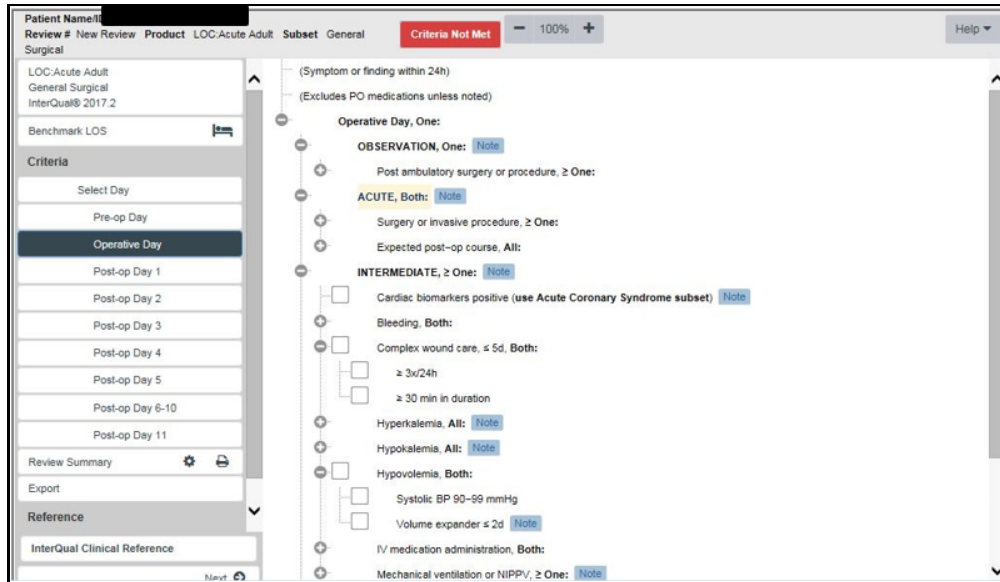 Patient Name/ID
Review # New Review Product LOC:Acute Adult Subset General
Surgical
Criteria Not Met
100%
Help
LOC:Acute Adult
General Surgical
InterQual® 2017.2
Benchmark LOS
Criteria
Select Day
Pre-op Day
Operative Day
Post-op Day 1
Post-op Day 2
Post-op Day 3
Post-op Day 4
Post-op Day 5
Post-op Day 6-10
Post-op Day 11
Review Summary
Export
Reference
InterQual Clinical Reference
Next
(Symptom or finding within 24h)
(Excludes PO medications unless noted)
Operative Day, One:
OBSERVATION, One: Note
Post ambulatory surgery or procedure, ≥ One:
ACUTE, Both: Note
Surgery or invasive procedure, ≥ One:
Expected post-op course, All:
INTERMEDIATE, ≥ One: Note
Cardiac biomarkers positive (use Acute Coronary Syndrome subset) Note
Bleeding, Both:
Complex wound care, ≤ 5d, Both:
≥ 3x/24h
≥ 30 min in duration
Hyperkalemia, All: Note
Hypokalemia, All: Note
Hypovolemia, Both:
Systolic BP 90-99 mmHg
Volume expander ≤ 2d Note
IV medication administration, Both:
Mechanical ventilation or NIPPV, ≥ One: Note